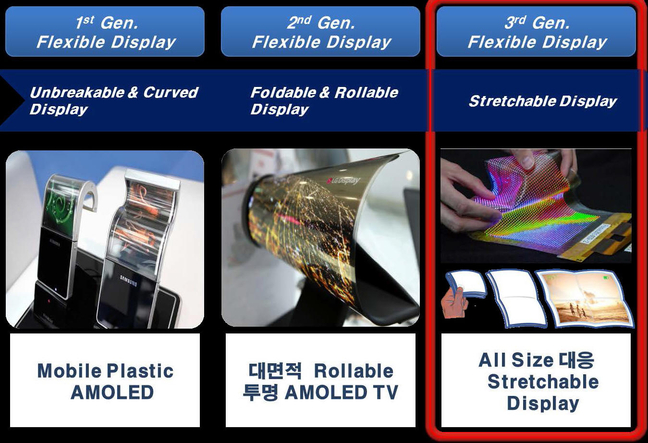 1st Gen.
Flexible Display
2nd Gen.
Flexible Display
3rd Gen.
Flexible Display
Unbreakable & Curved
Display
Foldable & Rollable
Display
Stretchable Display
SAMSUNG
Mobile Plastic
AMOLED
대면적 Rollable
투명 AMOLED TV
All Size 대응
Stretchable
Display